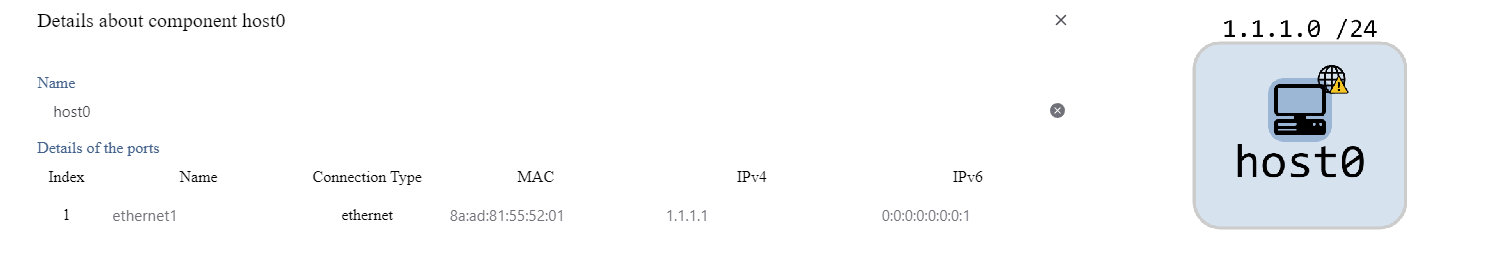 Details about component host0
Name
host0
Details of the ports
Index Name Connection Type MAC IPv4 IPv6
1 ethernet1 ethernet 8a:ad:81:55:52:01 1.1.1.1 0:0:0:0:0:0:0:1
1.1.1.0 /24
host0